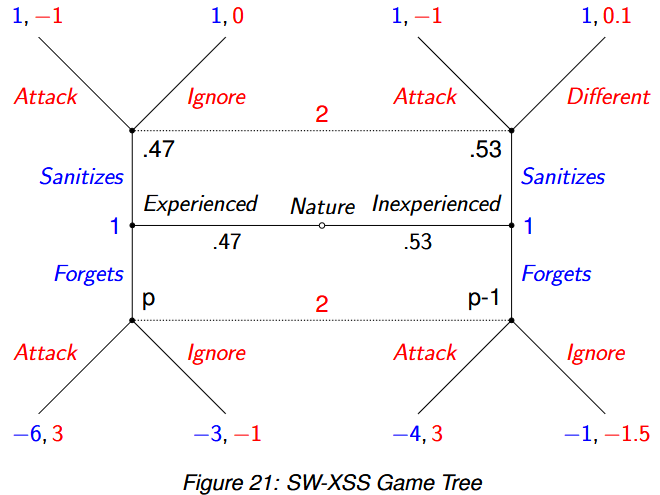 1, −1
1, 0
1, −1
1, 0.1
Attack
Ignore
Attack
Different
2
.47
.53
Sanitizes
Sanitizes
Experienced
Nature
Inexperienced
1
.47
.53
1
Forgets
Forgets
p
2
p-1
Attack
Ignore
Attack
Ignore
−6, 3
−3, −1
−4, 3
−1, −1.5
Figure 21: SW-XSS Game Tree